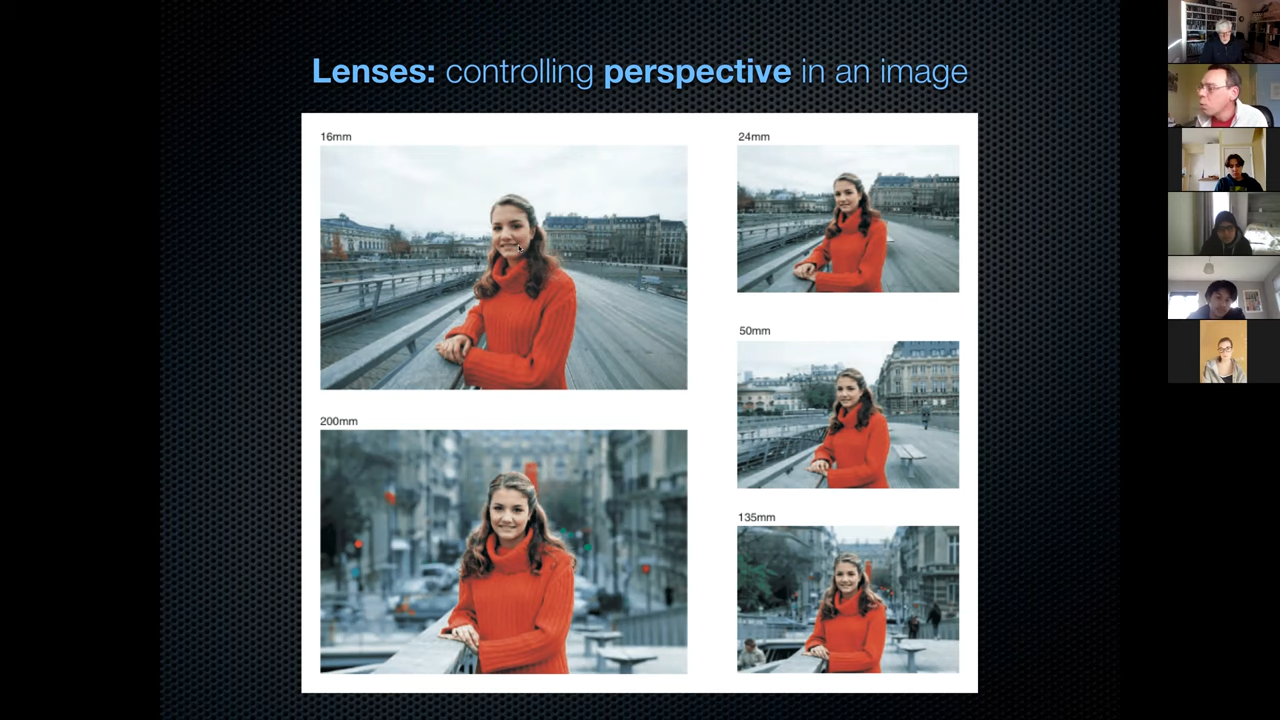 Lenses: controlling perspective in an image
16mm
24mm
50mm
200mm
135mm